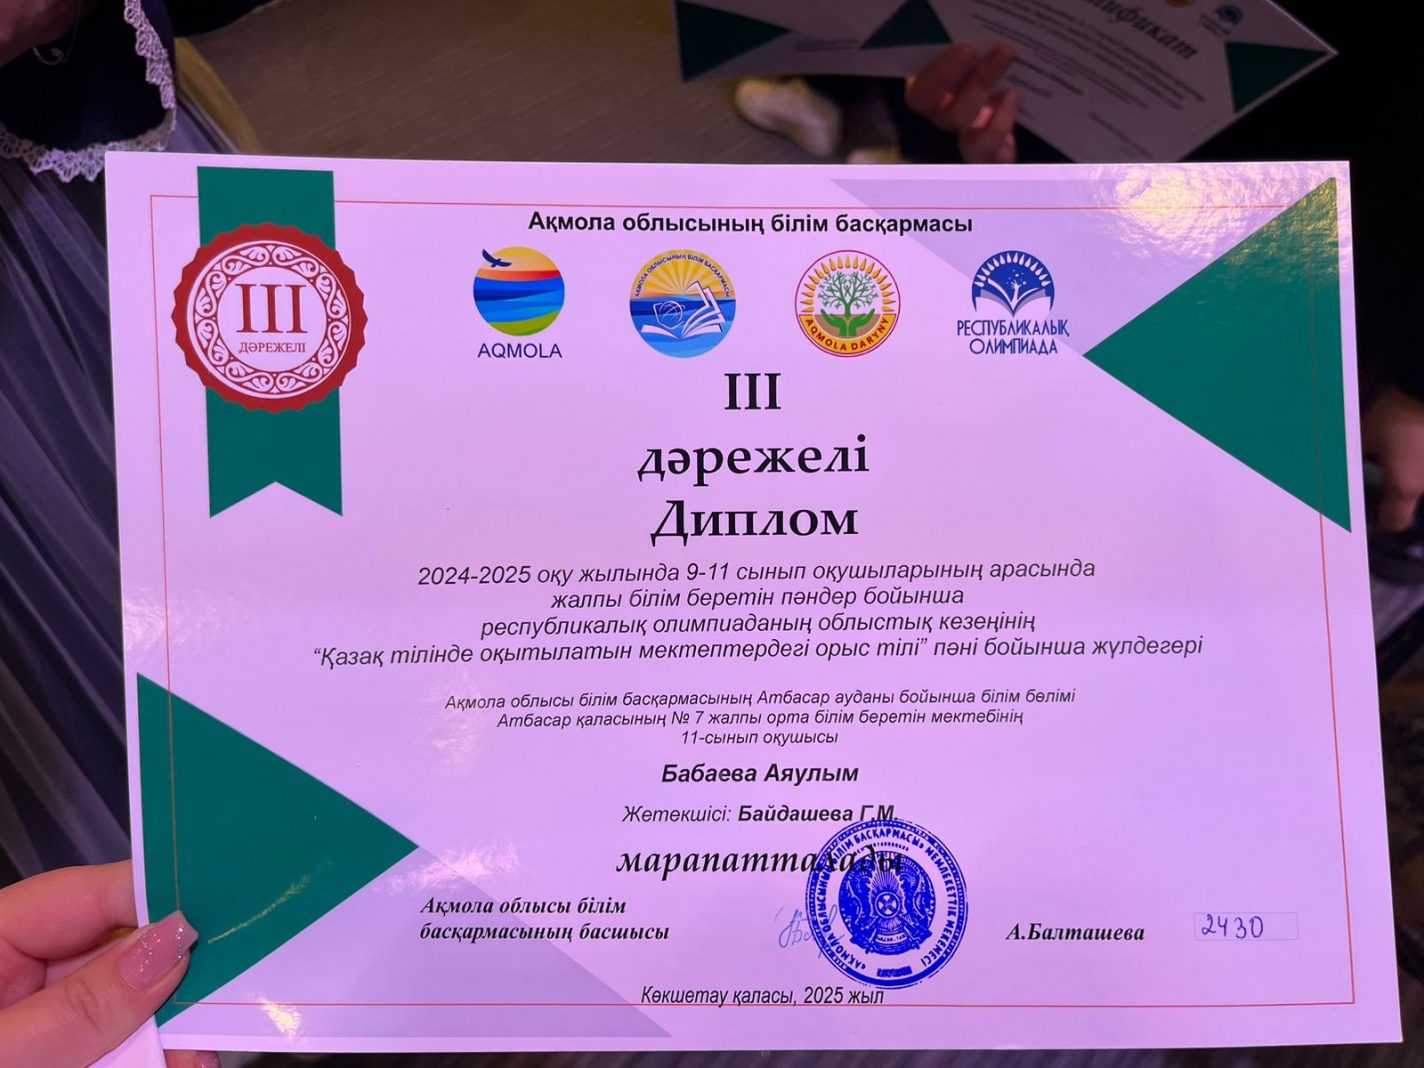 Ақмола облысының білім басқармасы
III
ДӘРЕЖЕЛІ
AQMOLA
АҚМОЛА ОБЛЫСЫНЫҢ БІЛІМ БАСҚАРМАСЫ
AQMOLA DARYNY
РЕСПУБЛИКАЛЫҚ
ОЛИМПИАДА
III
дәрежелі
Диплом
2024-2025 оқу жылында 9-11 сынып оқушыларының арасында
жалпы білім беретін пәндер бойынша
республикалық олимпиаданың облыстық кезеңінің
“Қазақ тілінде оқытылатын мектептердегі орыс тілі” пәні бойынша жүлдегері
Ақмола облысы білім басқармасының Атбасар ауданы бойынша білім бөлімі
Атбасар қаласының № 7 жалпы орта білім беретін мектебінің
11-сынып оқушысы
Бабаева Аяулым
Жетекшісі: Байдашева Г.М.
марапатталады
Ақмола облысы білім
басқармасының басшысы
А.Балташева
2430
Көкшетау қаласы, 2025 жыл